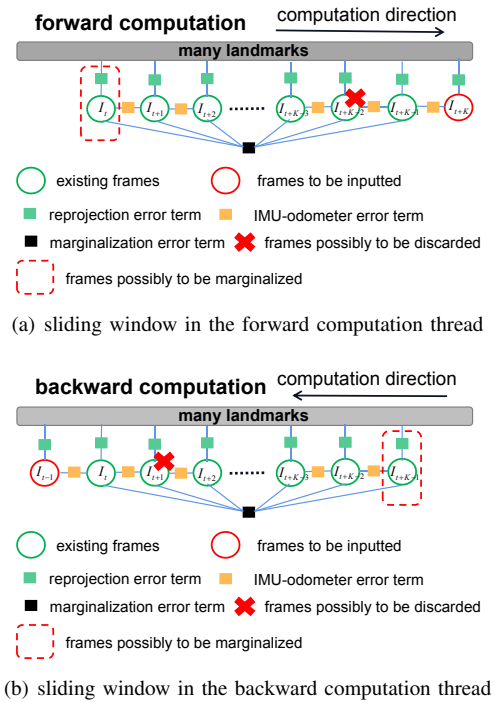 forward computation computation direction
many landmarks
I_t I_{t+1} I_{t+2} ....... I_{t+K-3} I_{t+K-2} I_{t+K-1} I_{t+K}
existing frames frames to be inputted
reprojection error term IMU-odometer error term
marginalization error term frames possibly to be discarded
frames possibly to be marginalized
(a) sliding window in the forward computation thread
backward computation computation direction
many landmarks
I_{t-1} I_t I_{t+1} I_{t+2} ....... I_{t+K-3} I_{t+K-2} I_{t+K-1}
existing frames frames to be inputted
reprojection error term IMU-odometer error term
marginalization error term frames possibly to be discarded
frames possibly to be marginalized
(b) sliding window in the backward computation thread